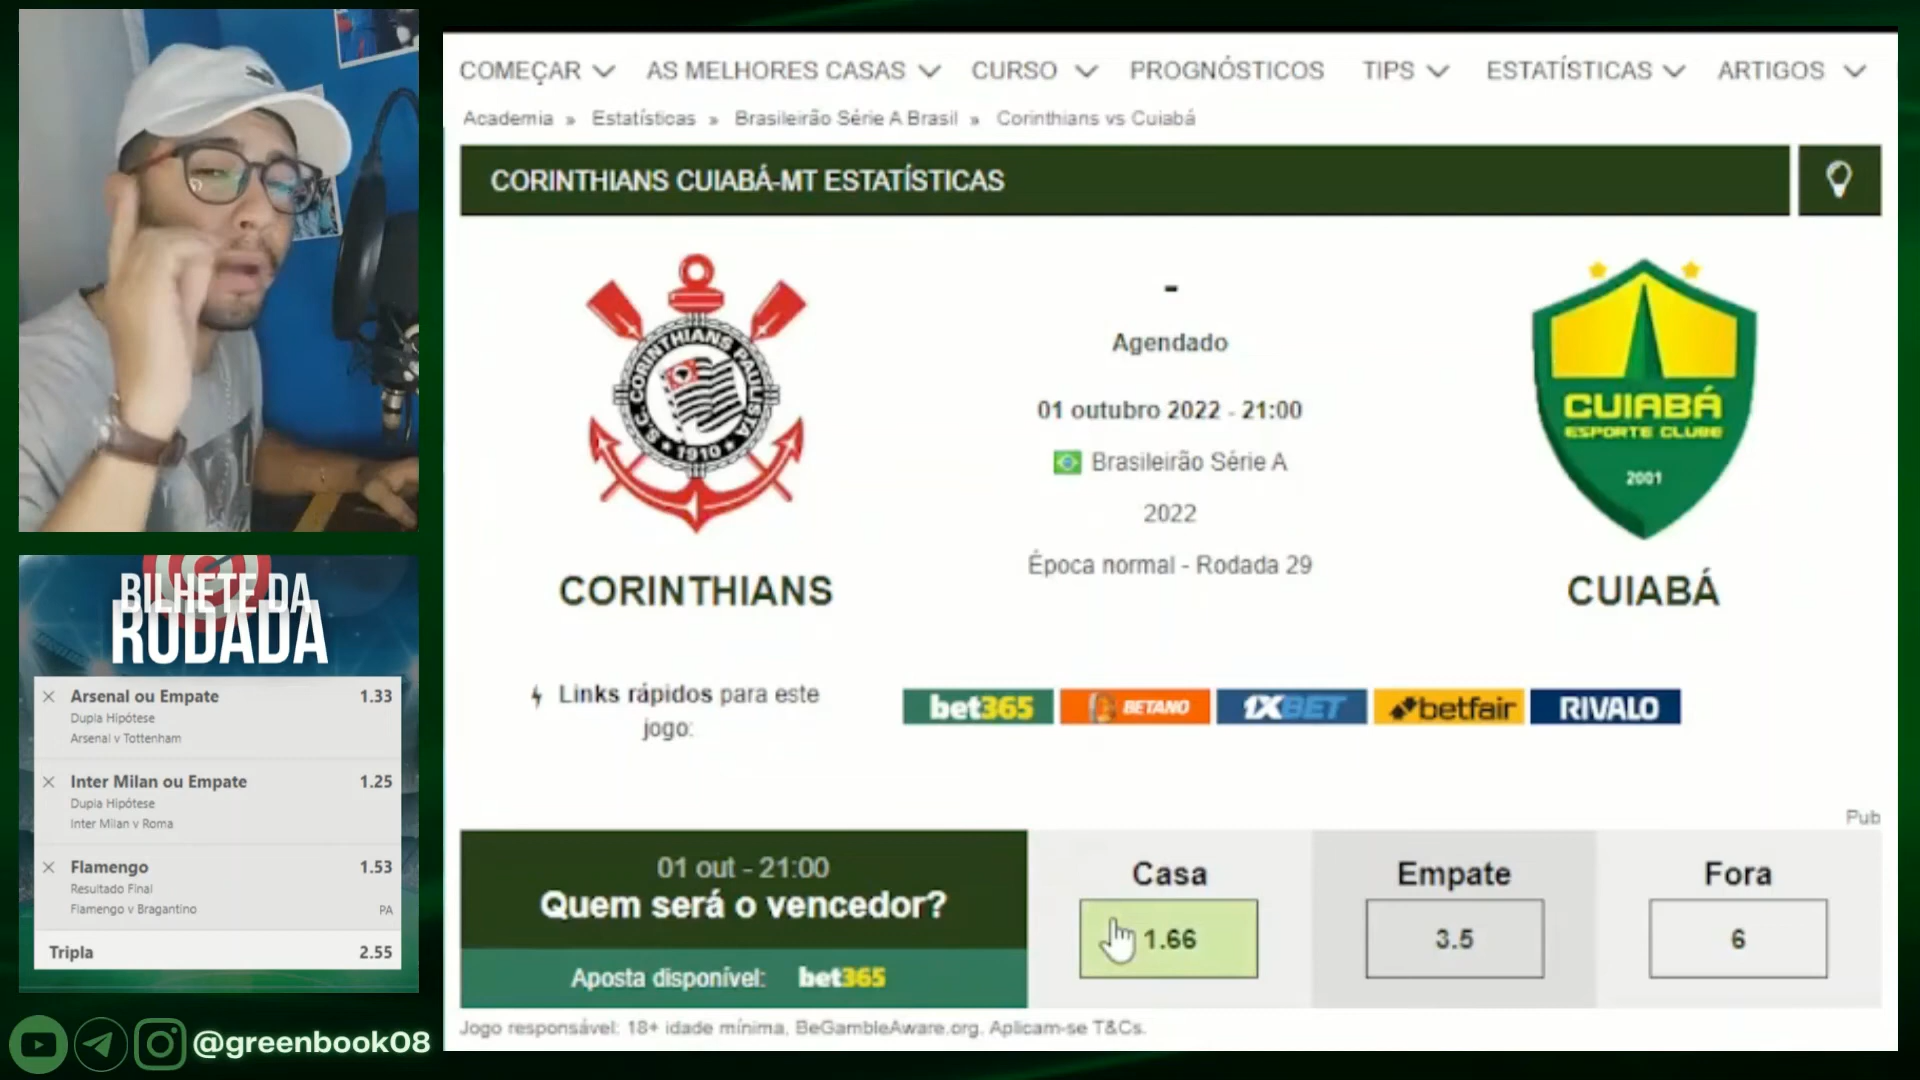 COMEÇAR AS MELHORES CASAS CURSO PROGNÓSTICOS TIPS ESTATÍSTICAS ARTIGOS
Academia » Estatísticas » Brasileirão Série A Brasil » Corinthians vs Cuiabá
CORINTHIANS CUIABÁ-MT ESTATÍSTICAS
S.C. CORINTHIANS PAULISTA
1910
CORINTHIANS
-
Agendado
01 outubro 2022 - 21:00
Brasileirão Série A
2022
Época normal - Rodada 29
CUIABÁ
ESPORTE CLUBE
2001
CUIABÁ
Links rápidos para este
jogo:
bet365 BETANO 1XBET betfair RIVALO
Pub
01 out - 21:00
Quem será o vencedor?
Aposta disponível: bet365
Casa Empate Fora
1.66 3.5 6
Jogo responsável: 18+ idade mínima, BeGambleAware.org. Aplicam-se T&Cs.
BILHETE DA
RODADA
Arsenal ou Empate 1.33
Dupla Hipótese
Arsenal v Tottenham
Inter Milan ou Empate 1.25
Dupla Hipótese
Inter Milan v Roma
Flamengo 1.53
Resultado Final
Flamengo v Bragantino PA
Tripla 2.55
@greenbook08